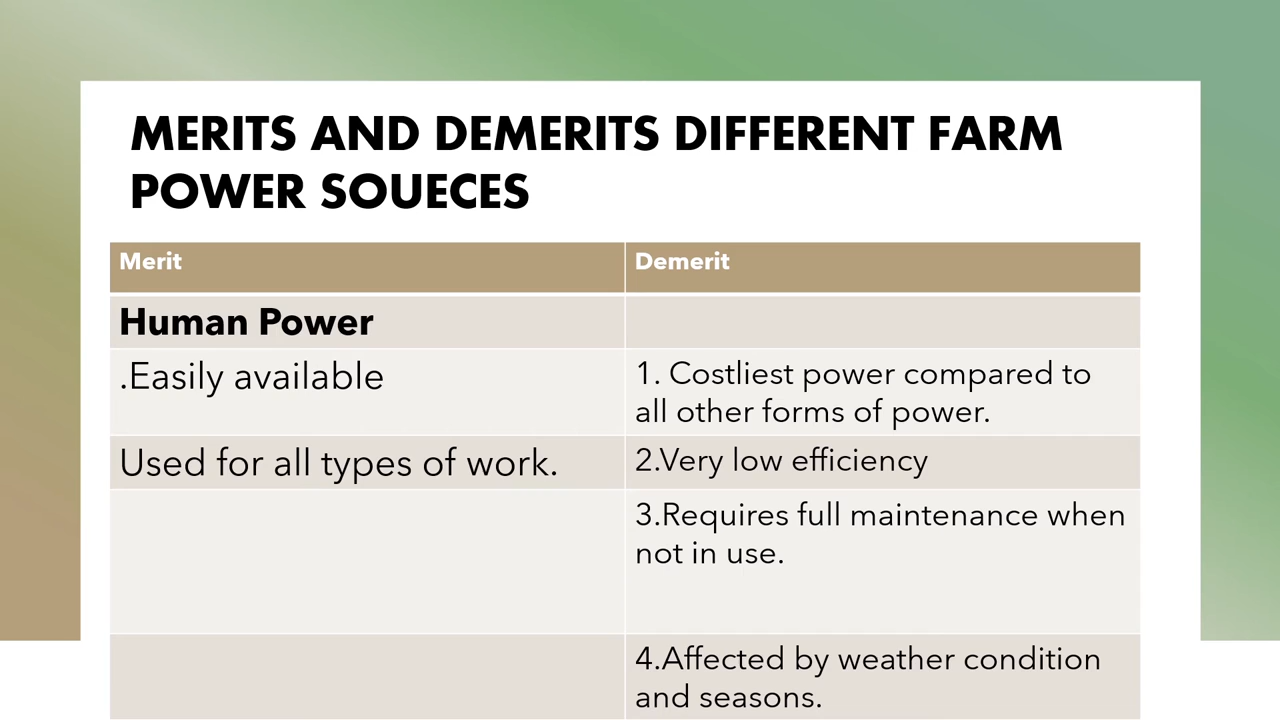 MERITS AND DEMERITS DIFFERENT FARM
POWER SOUECES
Merit
Demerit
Human Power
.Easily available
1. Costliest power compared to
all other forms of power.
Used for all types of work.
2.Very low efficiency
3.Requires full maintenance when
not in use.
4.Affected by weather condition
and seasons.